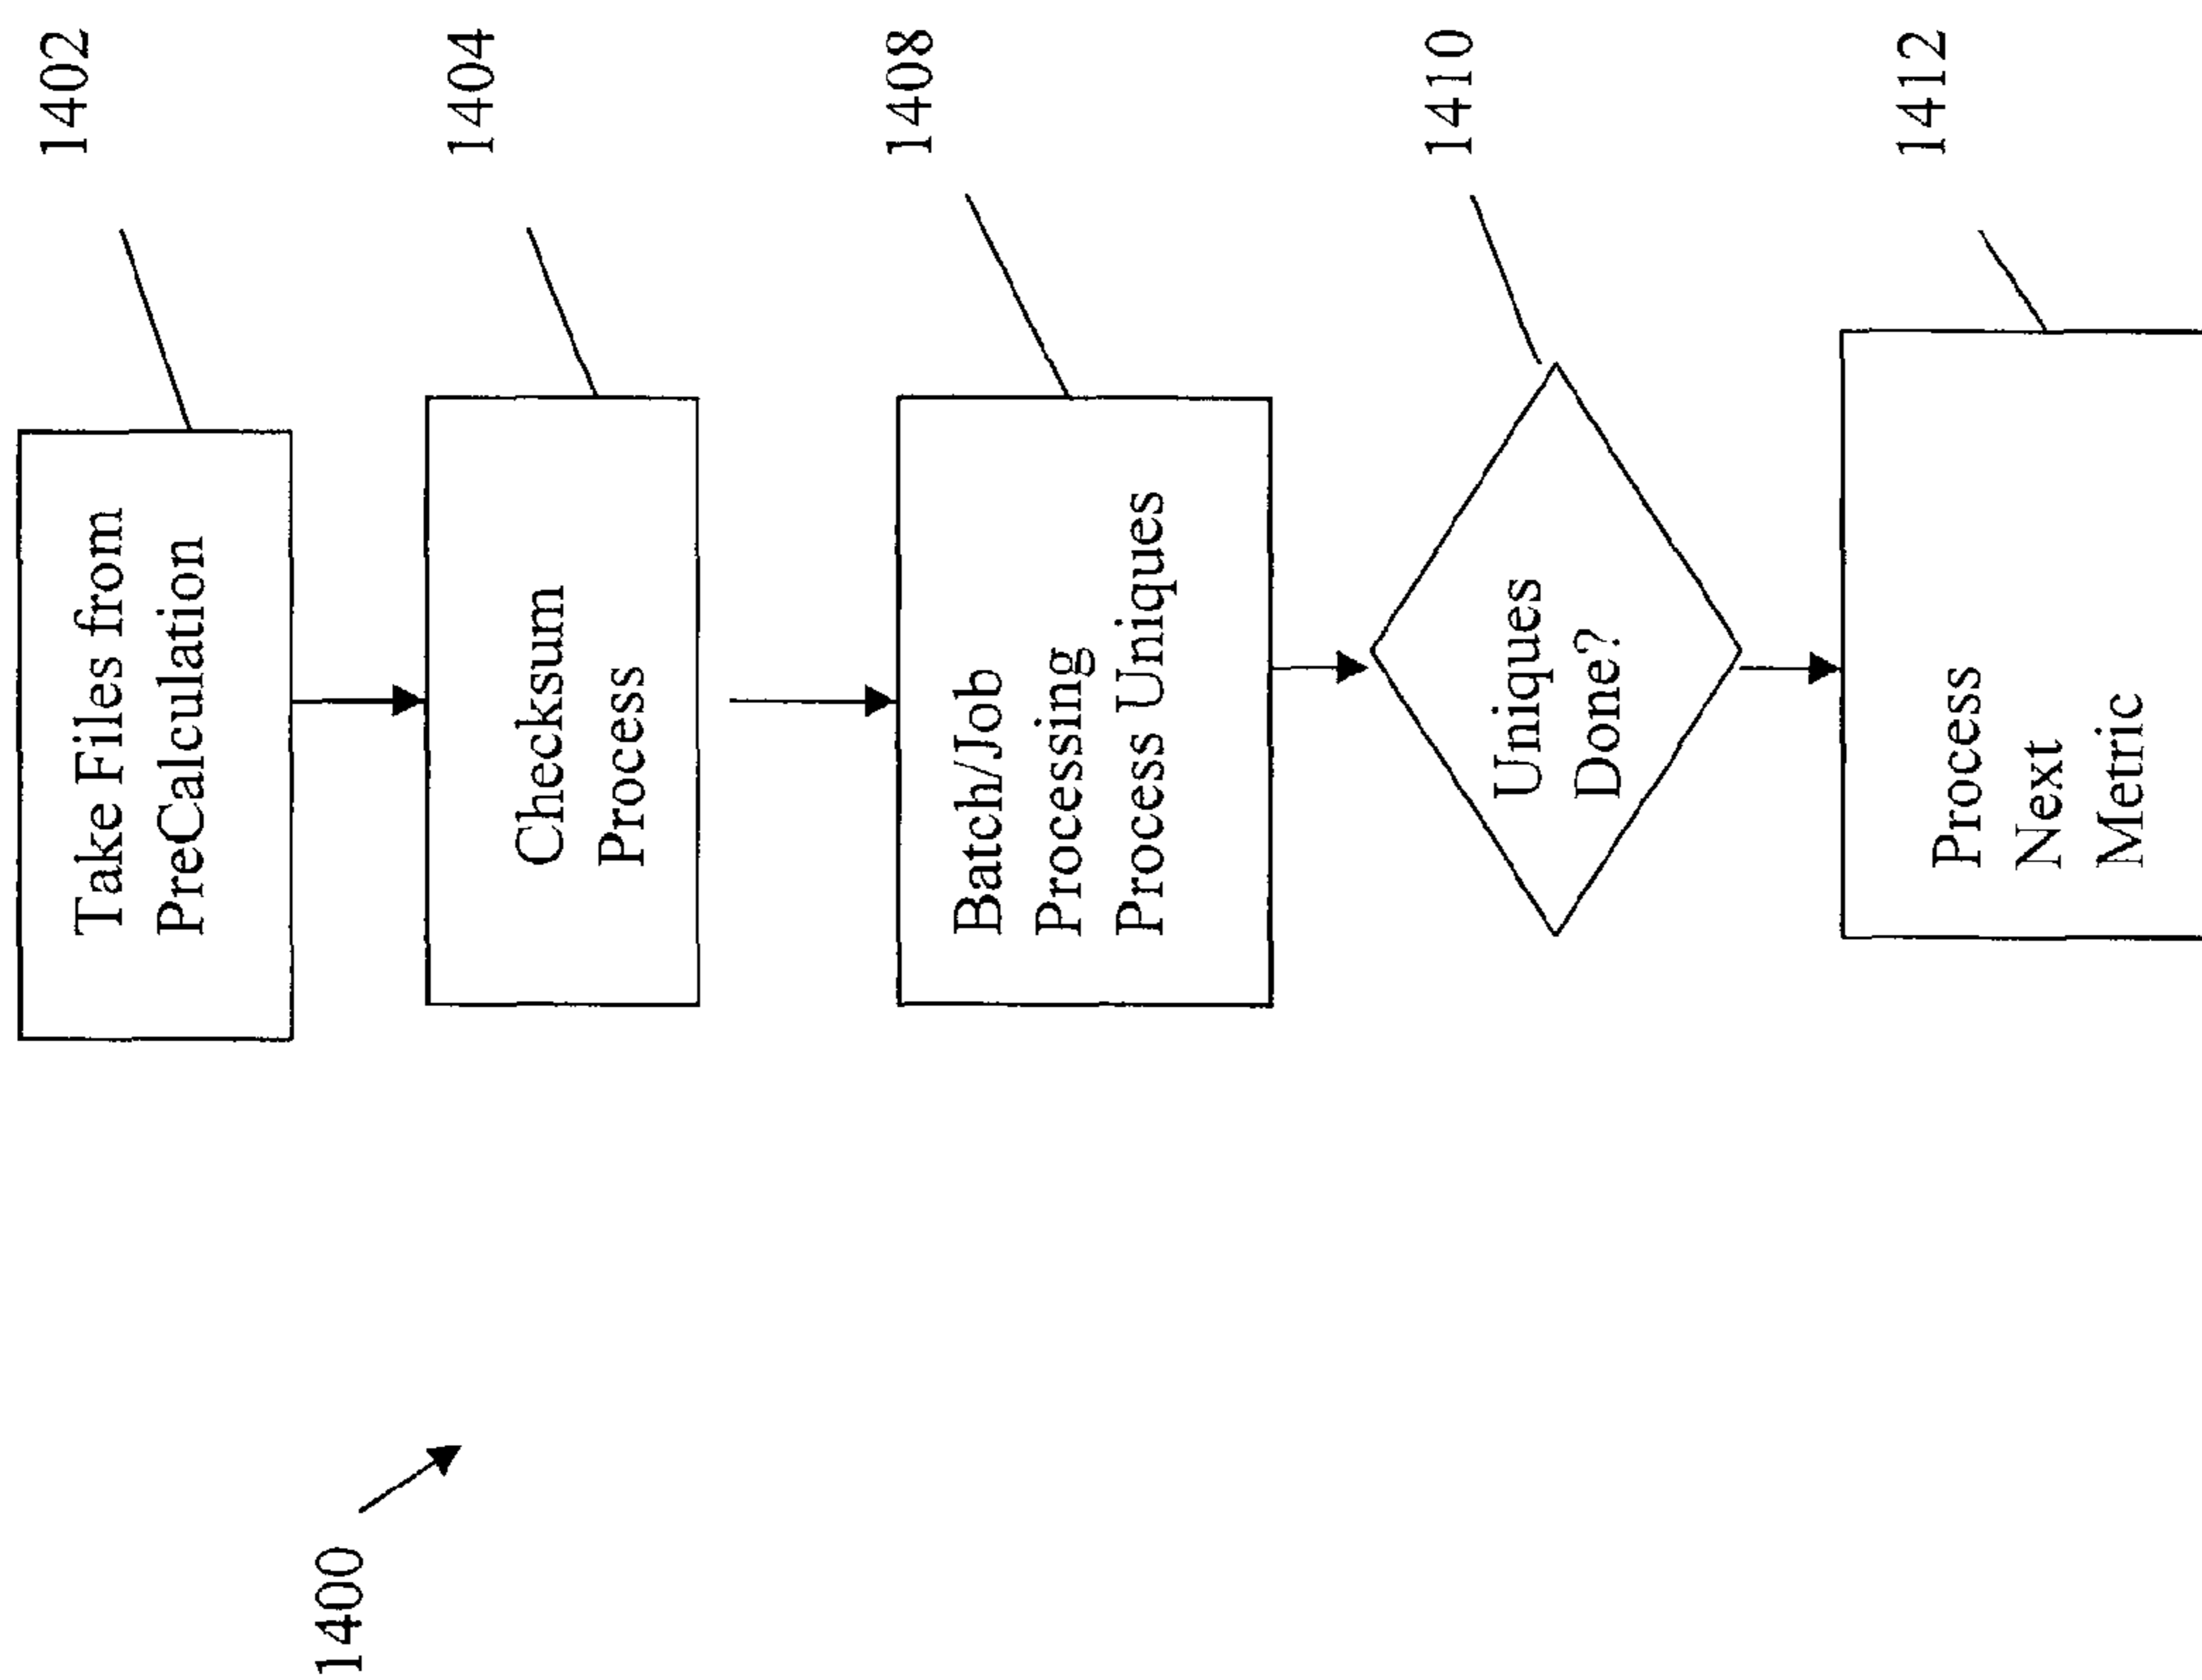 1400
Take Files from
PreCalculation
1402
Checksum
Process
1404
Batch/Job
Processing
Process Uniques
1408
Uniques
Done?
1410
Process
Next
Metric
1412